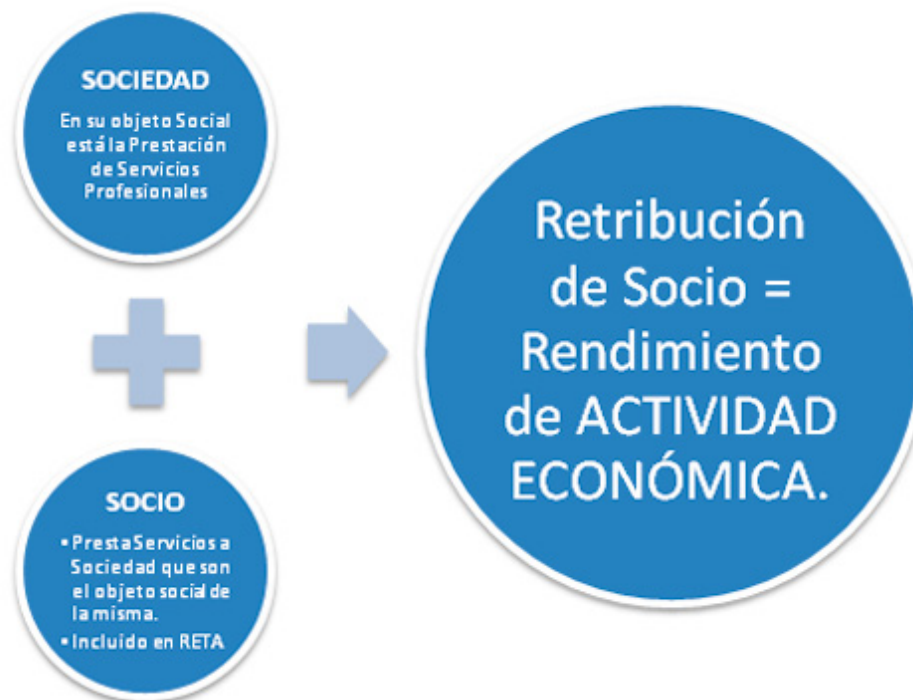 SOCIEDAD
En su objeto Social
está la Prestación
de Servicios
Profesionales
SOCIO
▪ Presta Servicios a
Sociedad que son
el objeto social de
la misma.
▪ Incluido en RETA
Retribución
de Socio =
Rendimiento
de ACTIVIDAD
ECONÓMICA.